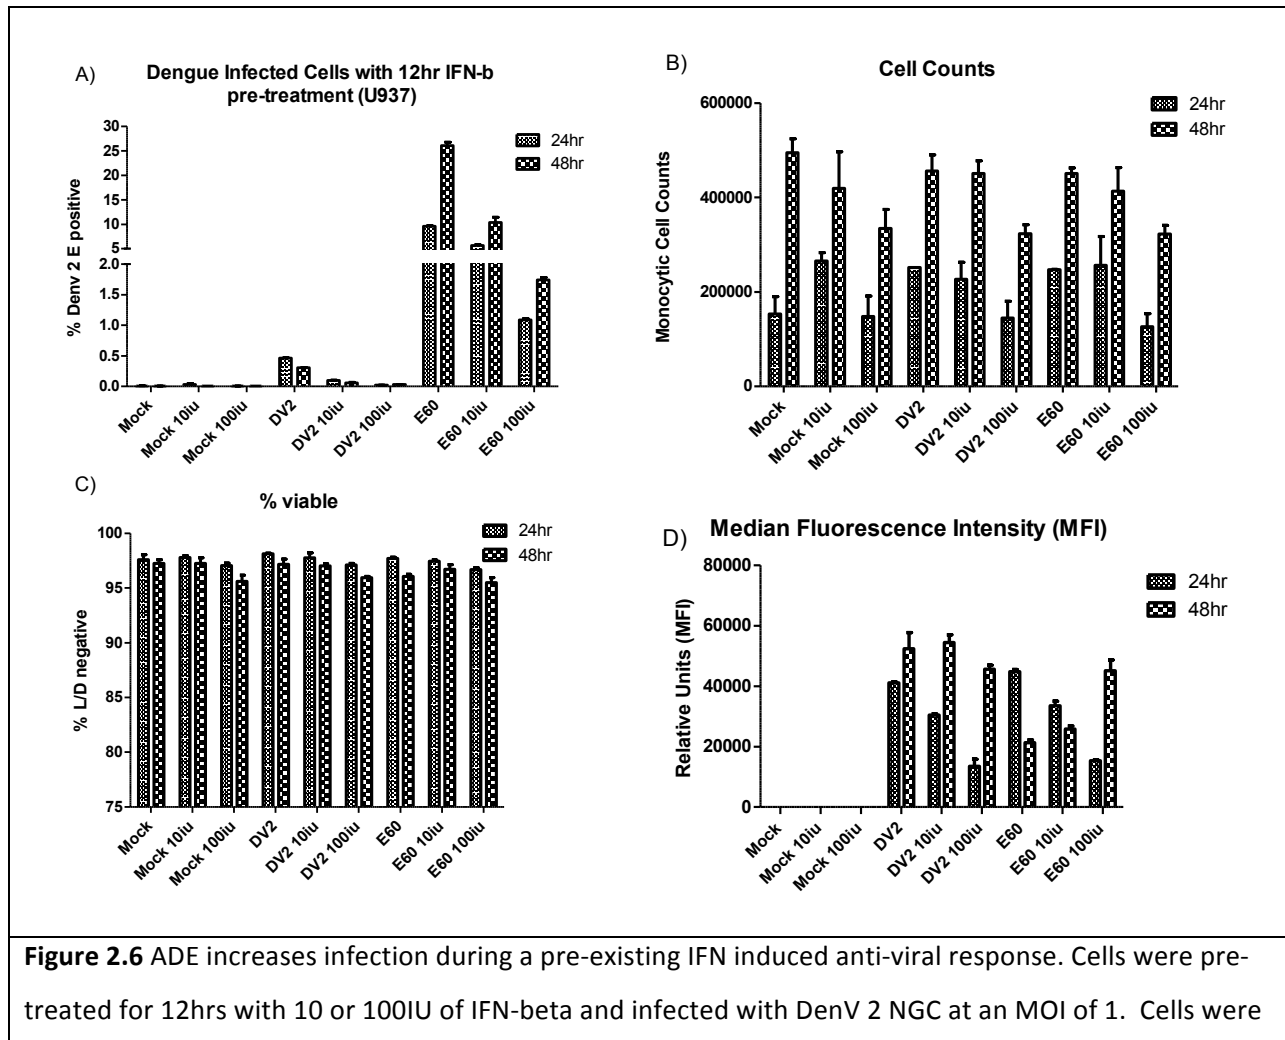 A)
Dengue Infected Cells with 12hr IFN-b
pre-treatment (U937)
24hr
48hr
% Denv 2 E positive
30
25
20
15
10
5
2.0
1.5
1.0
0.5
0.0
Mock
Mock 10iu
Mock 100iu
DV2
DV2 10iu
DV2 100iu
E60
E60 10iu
E60 100iu
B)
Cell Counts
24hr
48hr
Monocytic Cell Counts
600000
400000
200000
0
Mock
Mock 10iu
Mock 100iu
DV2
DV2 10iu
DV2 100iu
E60
E60 10iu
E60 100iu
C)
% viable
24hr
48hr
% L/D negative
100
95
90
85
80
75
Mock
Mock 10iu
Mock 100iu
DV2
DV2 10iu
DV2 100iu
E60
E60 10iu
E60 100iu
D)
Median Fluorescence Intensity (MFI)
24hr
48hr
Relative Units (MFI)
80000
60000
40000
20000
0
Mock
Mock 10iu
Mock 100iu
DV2
DV2 10iu
DV2 100iu
E60
E60 10iu
E60 100iu
Figure 2.6 ADE increases infection during a pre-existing IFN induced anti-viral response. Cells were pre-
treated for 12hrs with 10 or 100IU of IFN-beta and infected with DenV 2 NGC at an MOI of 1. Cells were